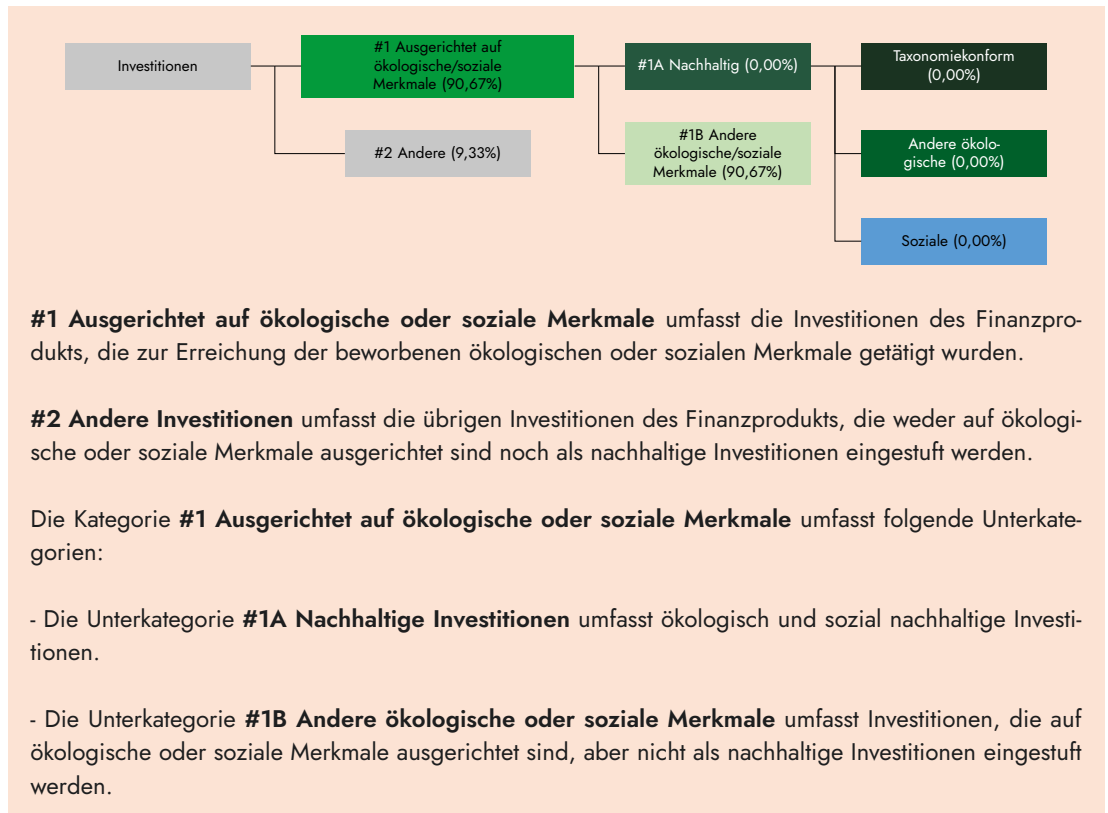 Investitionen
#1 Ausgerichtet auf
ökologische/soziale
Merkmale (90,67%)
#2 Andere (9,33%)
#1A Nachhaltig (0,00%)
#1B Andere
ökologische/soziale
Merkmale (90,67%)
Taxonomiekonform
(0,00%)
Andere ökolo-
gische (0,00%)
Soziale (0,00%)
#1 Ausgerichtet auf ökologische oder soziale Merkmale umfasst die Investitionen des Finanzpro-
dukts, die zur Erreichung der beworbenen ökologischen oder sozialen Merkmale getätigt wurden.
#2 Andere Investitionen umfasst die übrigen Investitionen des Finanzprodukts, die weder auf ökologi-
sche oder soziale Merkmale ausgerichtet sind noch als nachhaltige Investitionen eingestuft werden.
Die Kategorie #1 Ausgerichtet auf ökologische oder soziale Merkmale umfasst folgende Unterkate-
gorien:
- Die Unterkategorie #1A Nachhaltige Investitionen umfasst ökologisch und sozial nachhaltige Investi-
tionen.
- Die Unterkategorie #1B Andere ökologische oder soziale Merkmale umfasst Investitionen, die auf
ökologische oder soziale Merkmale ausgerichtet sind, aber nicht als nachhaltige Investitionen eingestuft
werden.